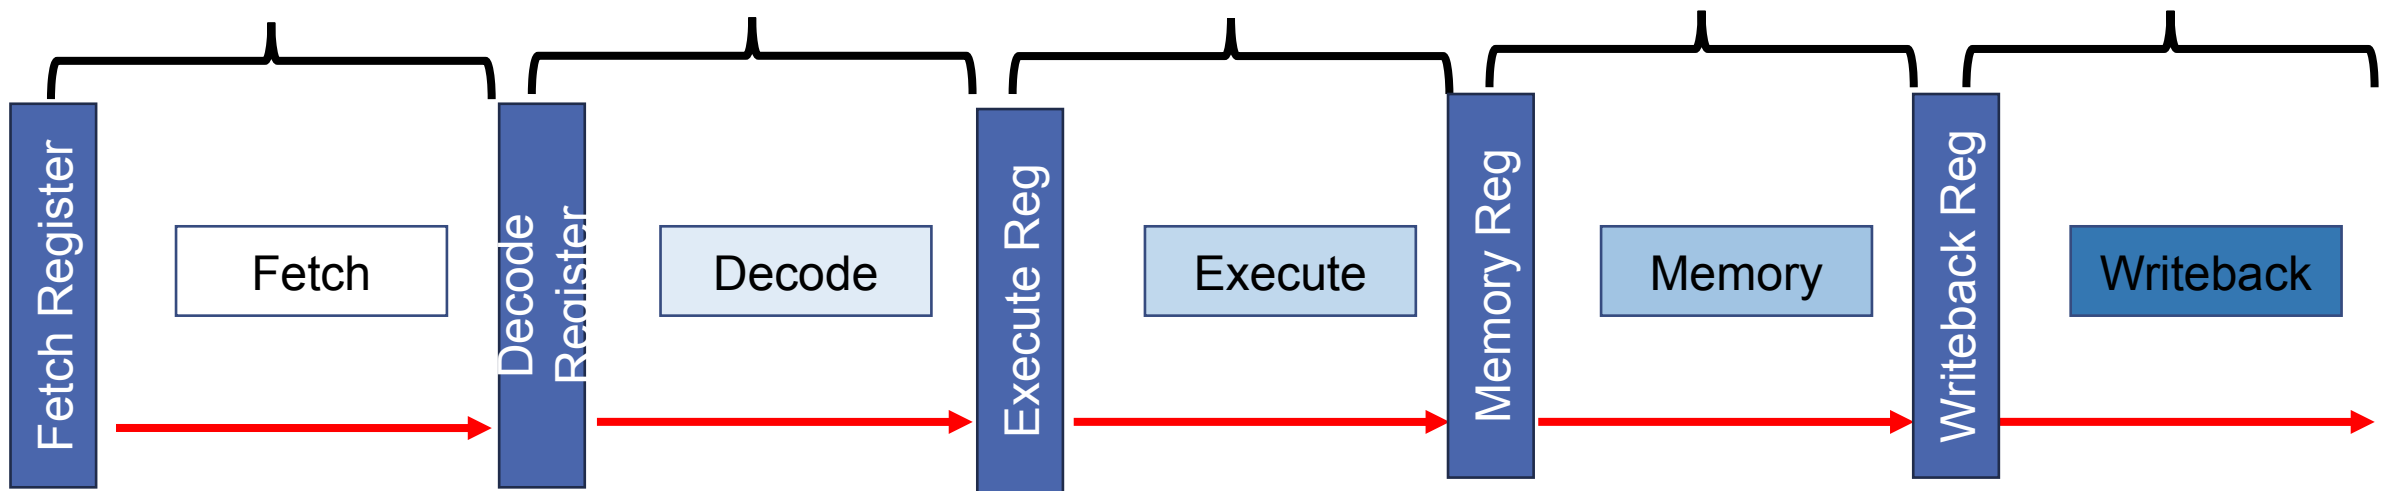 Fetch Register
Fetch
Decode
Register
Decode
Execute Reg
Execute
Memory Reg
Memory
Writeback Reg
Writeback